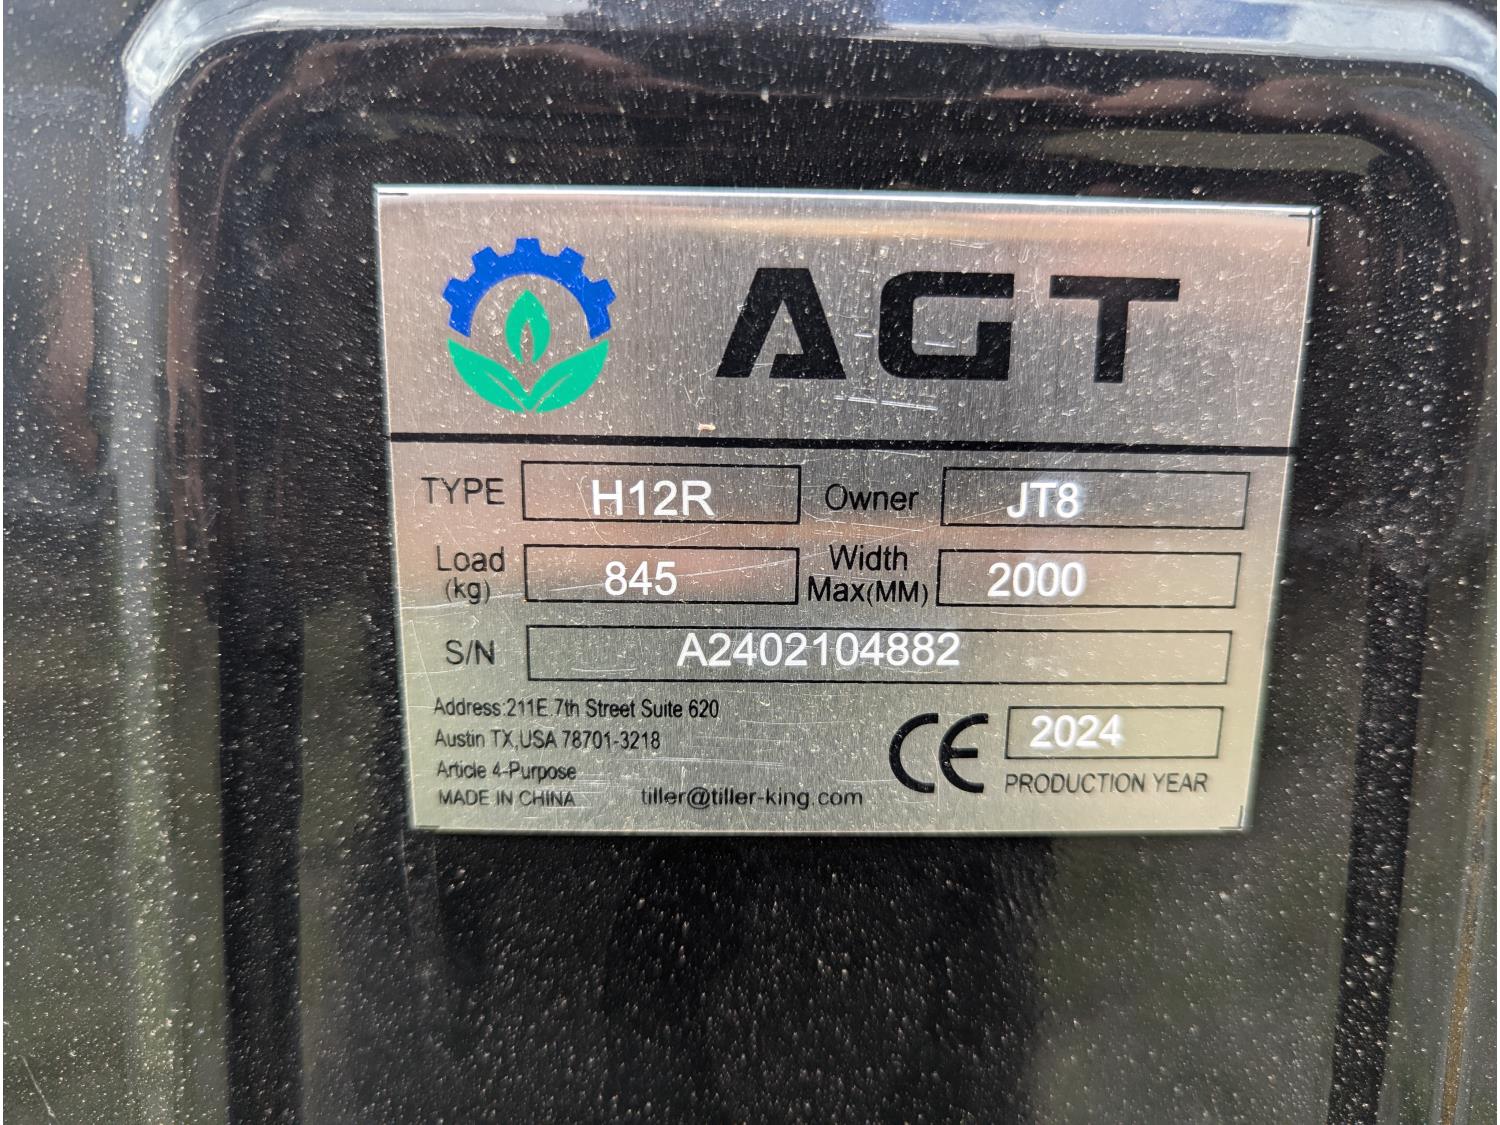 AGT
TYPE H12R Owner JT8
Load (kg) 845 Width Max(MM) 2000
S/N A2402104882
Address:211E.7th Street Suite 620
Austin TX,USA 78701-3218
Article 4-Purpose
MADE IN CHINA tiller@tiller-king.com
CE 2024
PRODUCTION YEAR